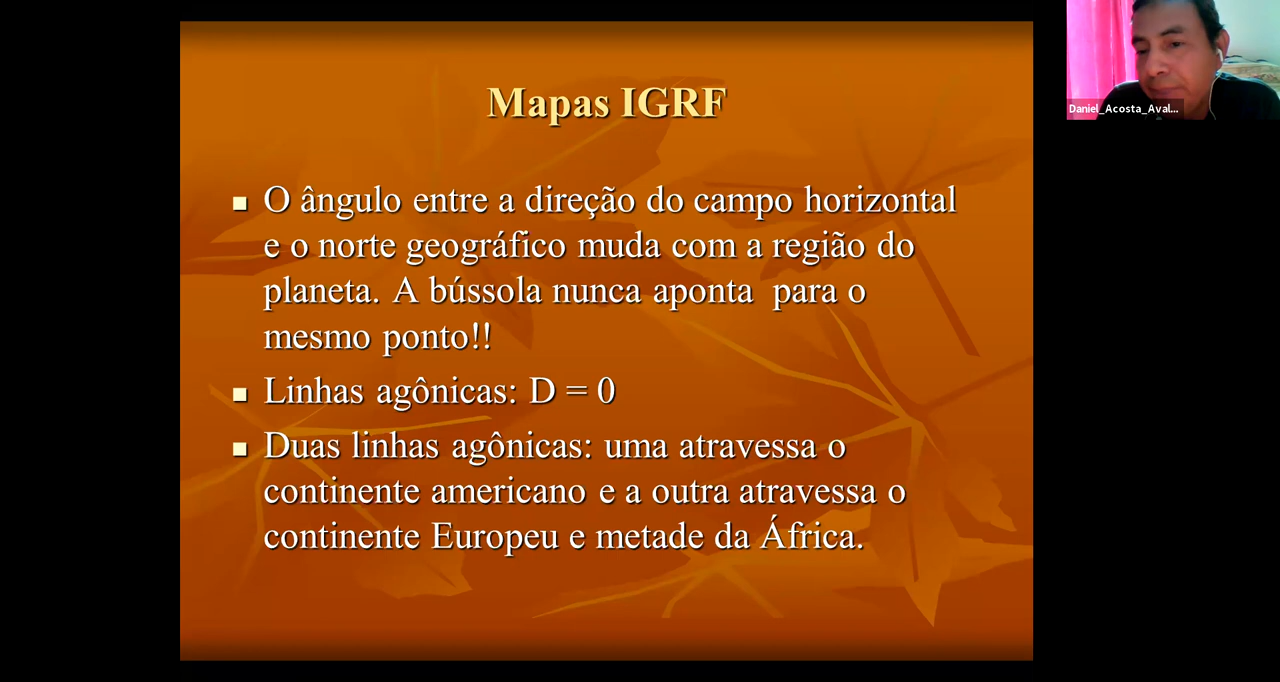 Mapas IGRF
O ângulo entre a direção do campo horizontal
e o norte geográfico muda com a região do
planeta. A bússola nunca aponta para o
mesmo ponto!!
Linhas agônicas: D = 0
Duas linhas agônicas: uma atravessa o
continente americano e a outra atravessa o
continente Europeu e metade da África.
Daniel_Acosta_Aval...